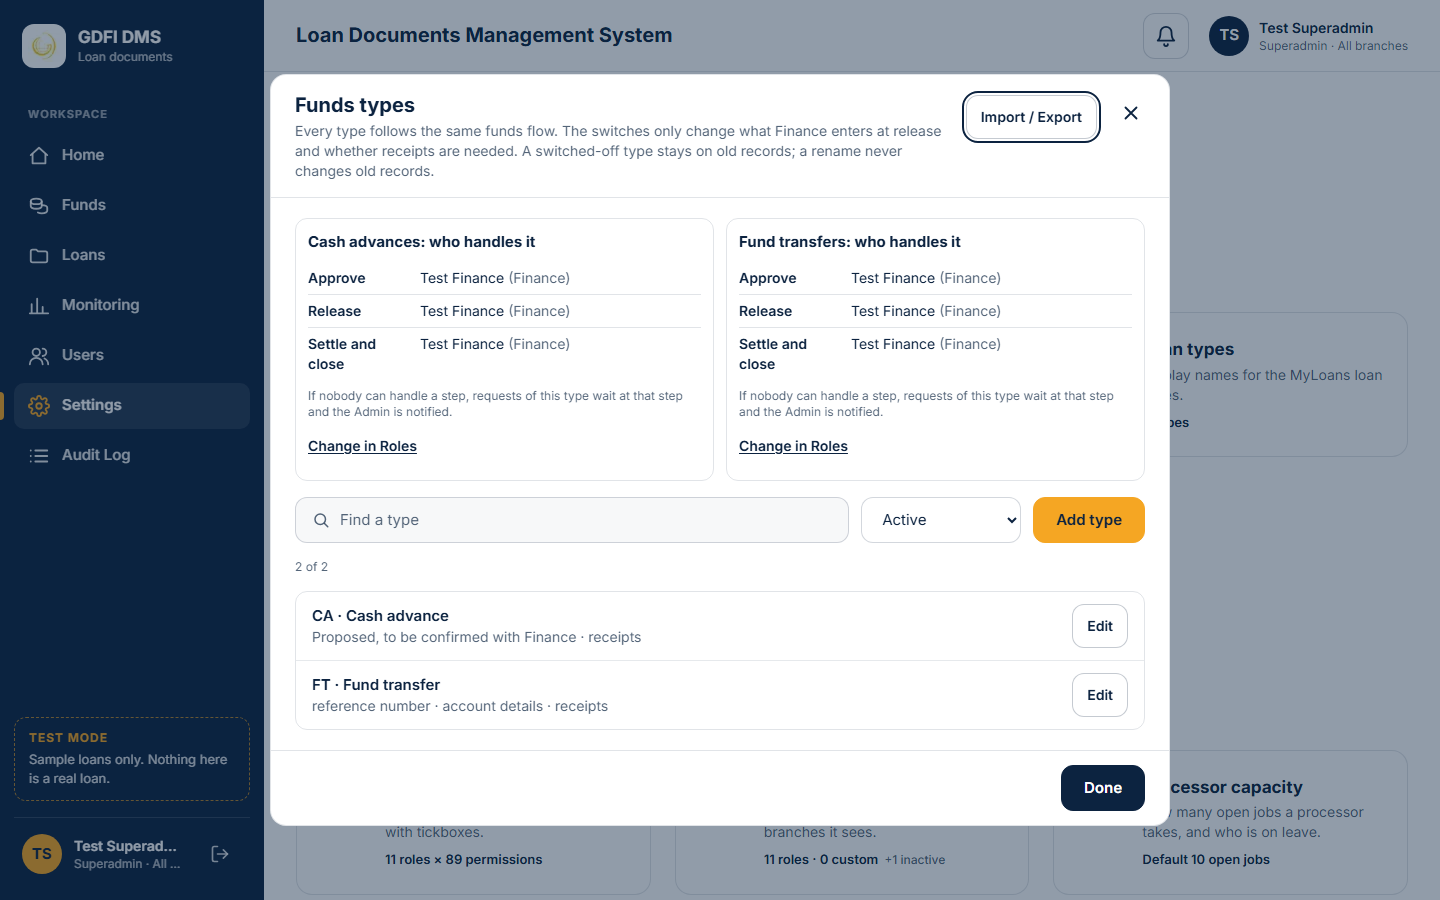 GDFI DMS
Loan documents
WORKSPACE
Home
Funds
Loans
Monitoring
Users
Settings
Audit Log
TEST MODE
Sample loans only. Nothing here
is a real loan.
TS
Test Superad...
Superadmin · All ...
Loan Documents Management System
TS
Test Superadmin
Superadmin · All branches
Funds types
Every type follows the same funds flow. The switches only change what Finance enters at release
and whether receipts are needed. A switched-off type stays on old records; a rename never
changes old records.
Import / Export
Cash advances: who handles it
Approve Test Finance (Finance)
Release Test Finance (Finance)
Settle and Test Finance (Finance)
close
If nobody can handle a step, requests of this type wait at that step
and the Admin is notified.
Change in Roles
Fund transfers: who handles it
Approve Test Finance (Finance)
Release Test Finance (Finance)
Settle and Test Finance (Finance)
close
If nobody can handle a step, requests of this type wait at that step
and the Admin is notified.
Change in Roles
Find a type
Active
Add type
2 of 2
CA · Cash advance
Proposed, to be confirmed with Finance · receipts
Edit
FT · Fund transfer
reference number · account details · receipts
Edit
Done
types
names for the MyLoans loan
with tickboxes.
11 roles × 89 permissions
branches it sees.
11 roles · 0 custom +1 inactive
capacity
many open jobs a processor
takes, and who is on leave.
Default 10 open jobs